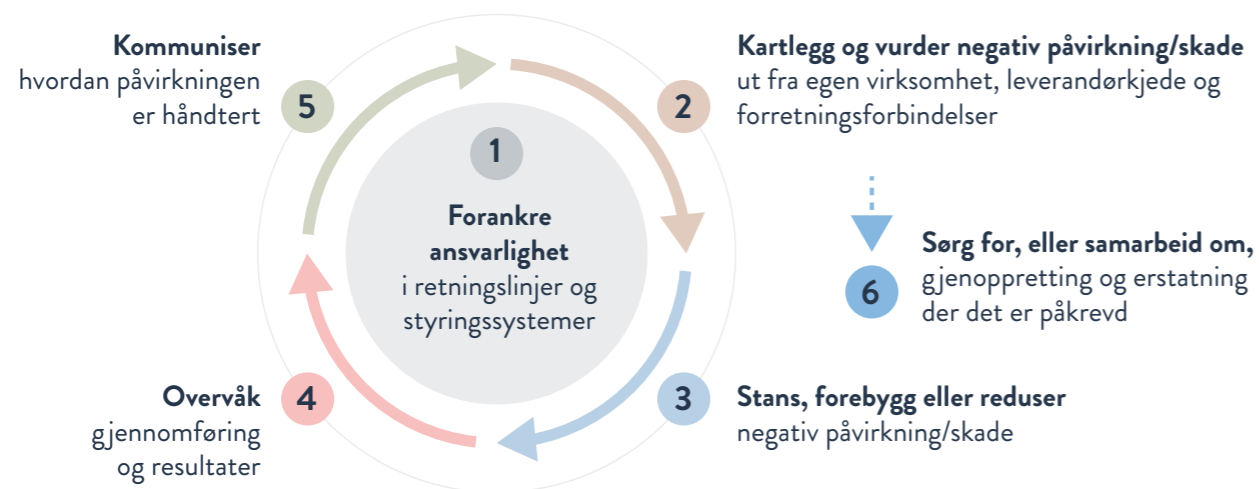 1
Forankre
ansvarlighet
i retningslinjer og
styringssystemer
2
Kartlegg og vurder negativ påvirkning/skade
ut fra egen virksomhet, leverandørkjede og
forretningsforbindelser
3
Stans, forebygg eller reduser
negativ påvirkning/skade
4
Overvåk
gjennomføring
og resultater
5
Kommuniser
hvordan påvirkningen
er håndtert
6
Sørg for, eller samarbeid om,
gjenoppretting og erstatning
der det er påkrevd